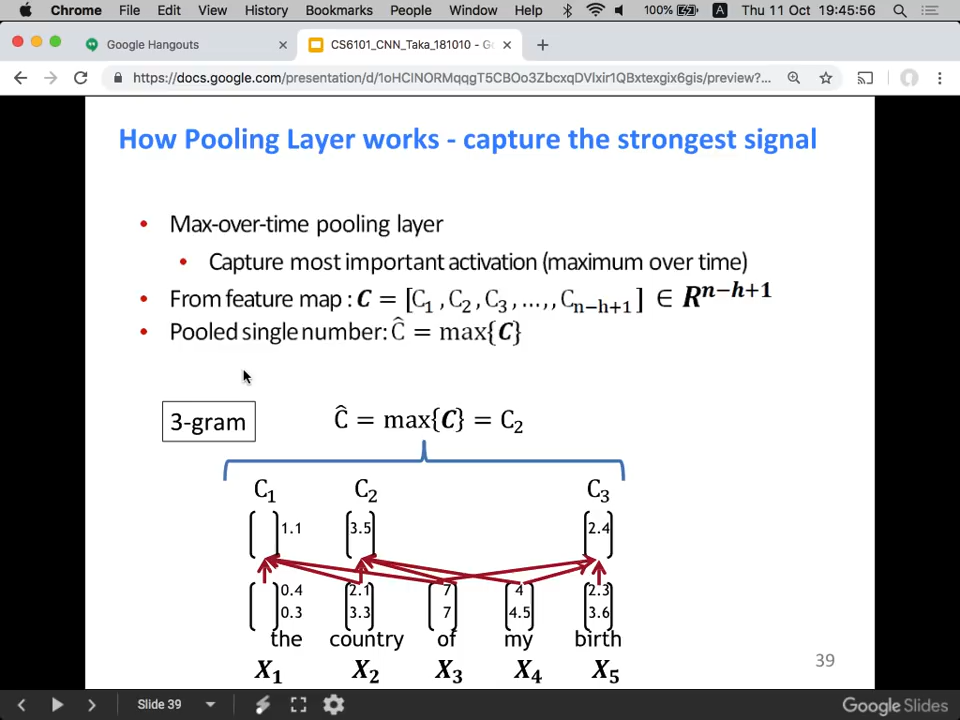 Chrome File Edit View History Bookmarks People Window Help 100% A Thu 11 Oct 19:45:56
Google Hangouts × CS6101_CNN_Taka_181010 - Go × +
https://docs.google.com/presentation/d/1oHClNORMqqgT5CBOo3ZbcxqDVlxir1QBxtexgix6gis/preview?...
How Pooling Layer works - capture the strongest signal
• Max-over-time pooling layer
• Capture most important activation (maximum over time)
• From feature map : C = [C₁ , C₂ , C₃ , …, , Cₙ₋ₕ₊₁ ] ∈ Rⁿ⁻ʰ⁺¹
• Pooled single number: Ĉ = max{C}
3-gram Ĉ = max{C} = C₂
C₁ C₂ C₃
1.1 3.5 2.4
0.4 2.1 7 4 2.3
0.3 3.3 7 4.5 3.6
the country of my birth
X₁ X₂ X₃ X₄ X₅
39
Slide 39 Google Slides